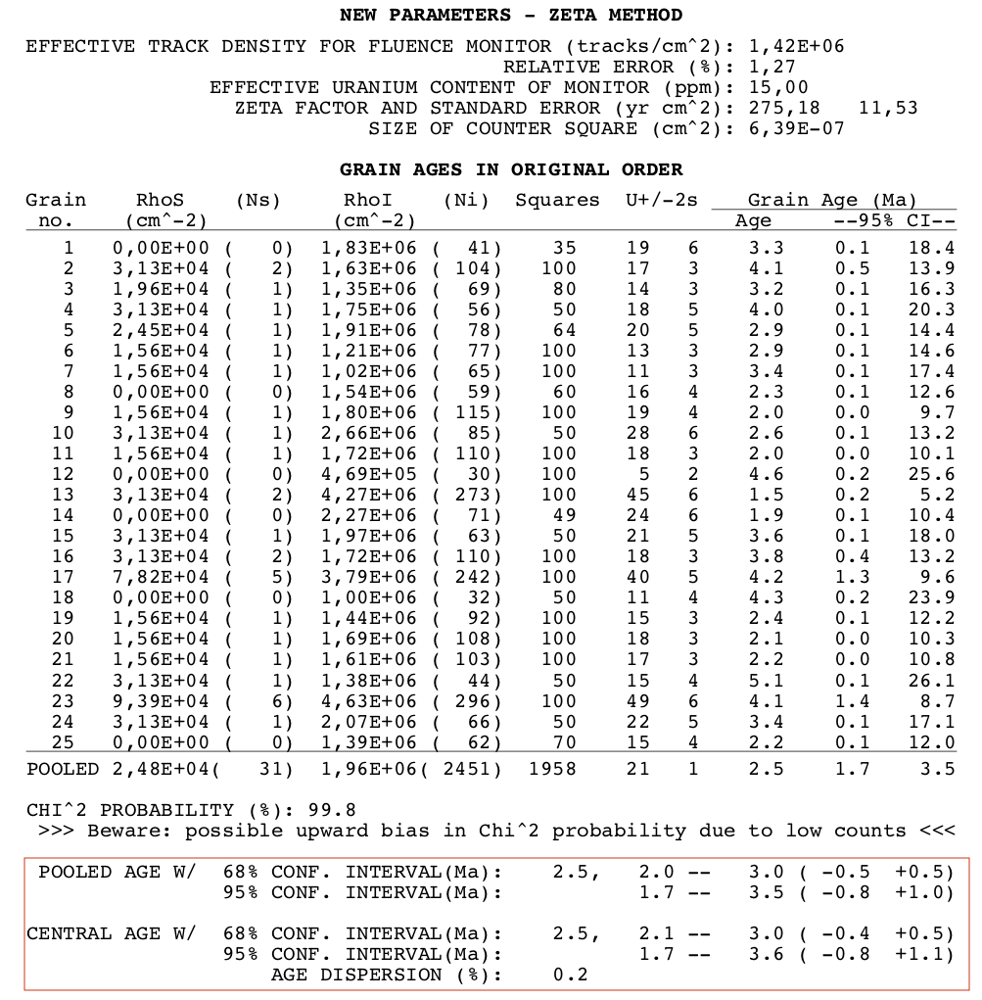 NEW PARAMETERS - ZETA METHOD
EFFECTIVE TRACK DENSITY FOR FLUENCE MONITOR (tracks/cm^2): 1,42E+06
RELATIVE ERROR (%): 1,27
EFFECTIVE URANIUM CONTENT OF MONITOR (ppm): 15,00
ZETA FACTOR AND STANDARD ERROR (yr cm^2): 275,18 11,53
SIZE OF COUNTER SQUARE (cm^2): 6,39E-07
GRAIN AGES IN ORIGINAL ORDER
Grain RhoS (Ns) RhoI (Ni) Squares U+/-2s Grain Age (Ma)
no. (cm^-2) (cm^-2) Age --95% CI--
1 0,00E+00 ( 0) 1,83E+06 ( 41) 35 19 6 3.3 0.1 18.4
2 3,13E+04 ( 2) 1,63E+06 ( 104) 100 17 3 4.1 0.5 13.9
3 1,96E+04 ( 1) 1,35E+06 ( 69) 80 14 3 3.2 0.1 16.3
4 3,13E+04 ( 1) 1,75E+06 ( 56) 50 18 5 4.0 0.1 20.3
5 2,45E+04 ( 1) 1,91E+06 ( 78) 64 20 5 2.9 0.1 14.4
6 1,56E+04 ( 1) 1,21E+06 ( 77) 100 13 3 2.9 0.1 14.6
7 1,56E+04 ( 1) 1,02E+06 ( 65) 100 11 3 3.4 0.1 17.4
8 0,00E+00 ( 0) 1,54E+06 ( 59) 60 16 4 2.3 0.1 12.6
9 1,56E+04 ( 1) 1,80E+06 ( 115) 100 19 4 2.0 0.0 9.7
10 3,13E+04 ( 1) 2,66E+06 ( 85) 50 28 6 2.6 0.1 13.2
11 1,56E+04 ( 1) 1,72E+06 ( 110) 100 18 3 2.0 0.0 10.1
12 0,00E+00 ( 0) 4,69E+05 ( 30) 100 5 2 4.6 0.2 25.6
13 3,13E+04 ( 2) 4,27E+06 ( 273) 100 45 6 1.5 0.2 5.2
14 0,00E+00 ( 0) 2,27E+06 ( 71) 49 24 6 1.9 0.1 10.4
15 3,13E+04 ( 1) 1,97E+06 ( 63) 50 21 5 3.6 0.1 18.0
16 3,13E+04 ( 2) 1,72E+06 ( 110) 100 18 3 3.8 0.4 13.2
17 7,82E+04 ( 5) 3,79E+06 ( 242) 100 40 5 4.2 1.3 9.6
18 0,00E+00 ( 0) 1,00E+06 ( 32) 50 11 4 4.3 0.2 23.9
19 1,56E+04 ( 1) 1,44E+06 ( 92) 100 15 3 2.4 0.1 12.2
20 1,56E+04 ( 1) 1,69E+06 ( 108) 100 18 3 2.1 0.0 10.3
21 1,56E+04 ( 1) 1,61E+06 ( 103) 100 17 3 2.2 0.0 10.8
22 3,13E+04 ( 1) 1,38E+06 ( 44) 50 15 4 5.1 0.1 26.1
23 9,39E+04 ( 6) 4,63E+06 ( 296) 100 49 6 4.1 1.4 8.7
24 3,13E+04 ( 1) 2,07E+06 ( 66) 50 22 5 3.4 0.1 17.1
25 0,00E+00 ( 0) 1,39E+06 ( 62) 70 15 4 2.2 0.1 12.0
POOLED 2,48E+04( 31) 1,96E+06( 2451) 1958 21 1 2.5 1.7 3.5
CHI^2 PROBABILITY (%): 99.8
>>> Beware: possible upward bias in Chi^2 probability due to low counts <<<
POOLED AGE W/ 68% CONF. INTERVAL(Ma): 2.5, 2.0 -- 3.0 ( -0.5 +0.5)
95% CONF. INTERVAL(Ma): 1.7 -- 3.5 ( -0.8 +1.0)
CENTRAL AGE W/ 68% CONF. INTERVAL(Ma): 2.5, 2.1 -- 3.0 ( -0.4 +0.5)
95% CONF. INTERVAL(Ma): 1.7 -- 3.6 ( -0.8 +1.1)
AGE DISPERSION (%): 0.2